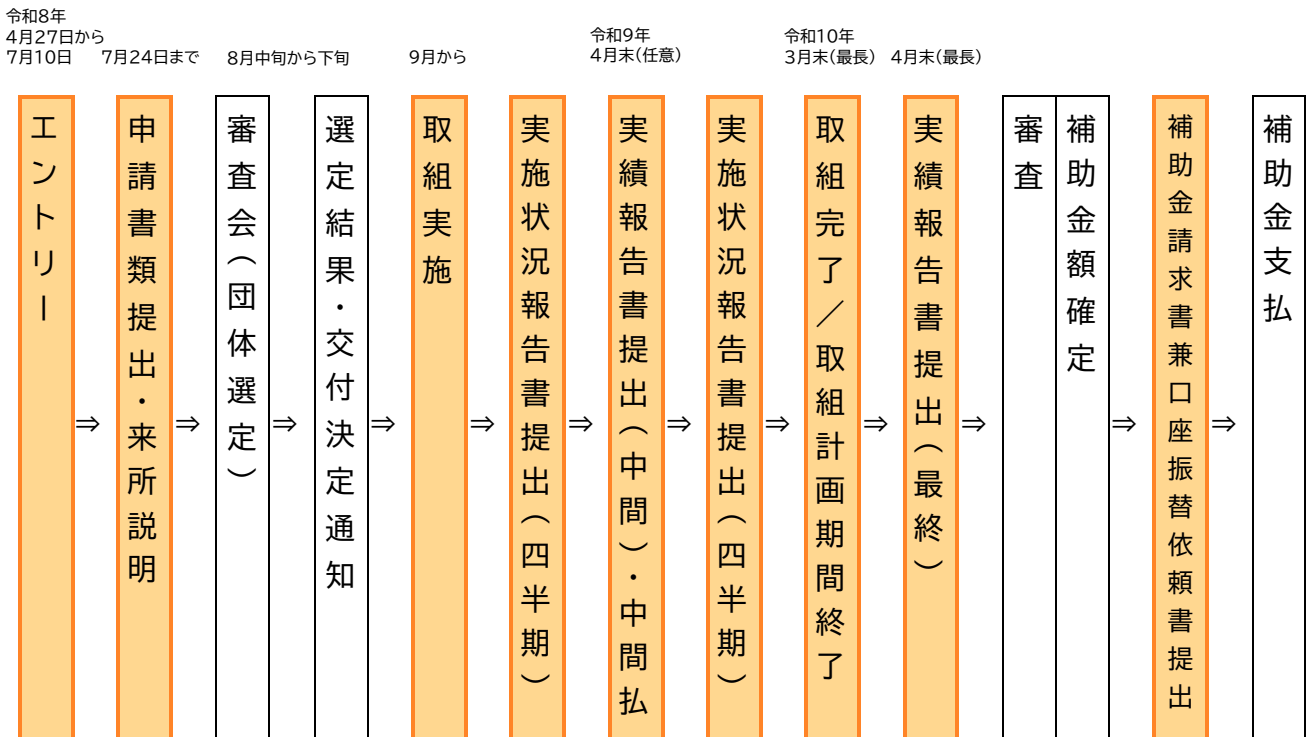 令和8年
4月27日から
7月10日
7月24日まで
8月中旬から下旬
9月から
令和9年
4月末(任意)
令和10年
3月末(最長)
4月末(最長)
エントリー
⇒
申請書類提出・来所説明
⇒
審査会(団体選定)
⇒
選定結果・交付決定通知
⇒
取組実施
⇒
実施状況報告書提出(四半期)
⇒
実績報告書提出(中間)・中間払
⇒
実施状況報告書提出(四半期)
⇒
取組完了/取組計画期間終了
⇒
実績報告書提出(最終)
⇒
審査
補助金額確定
⇒
補助金請求書兼口座振替依頼書提出
⇒
補助金支払